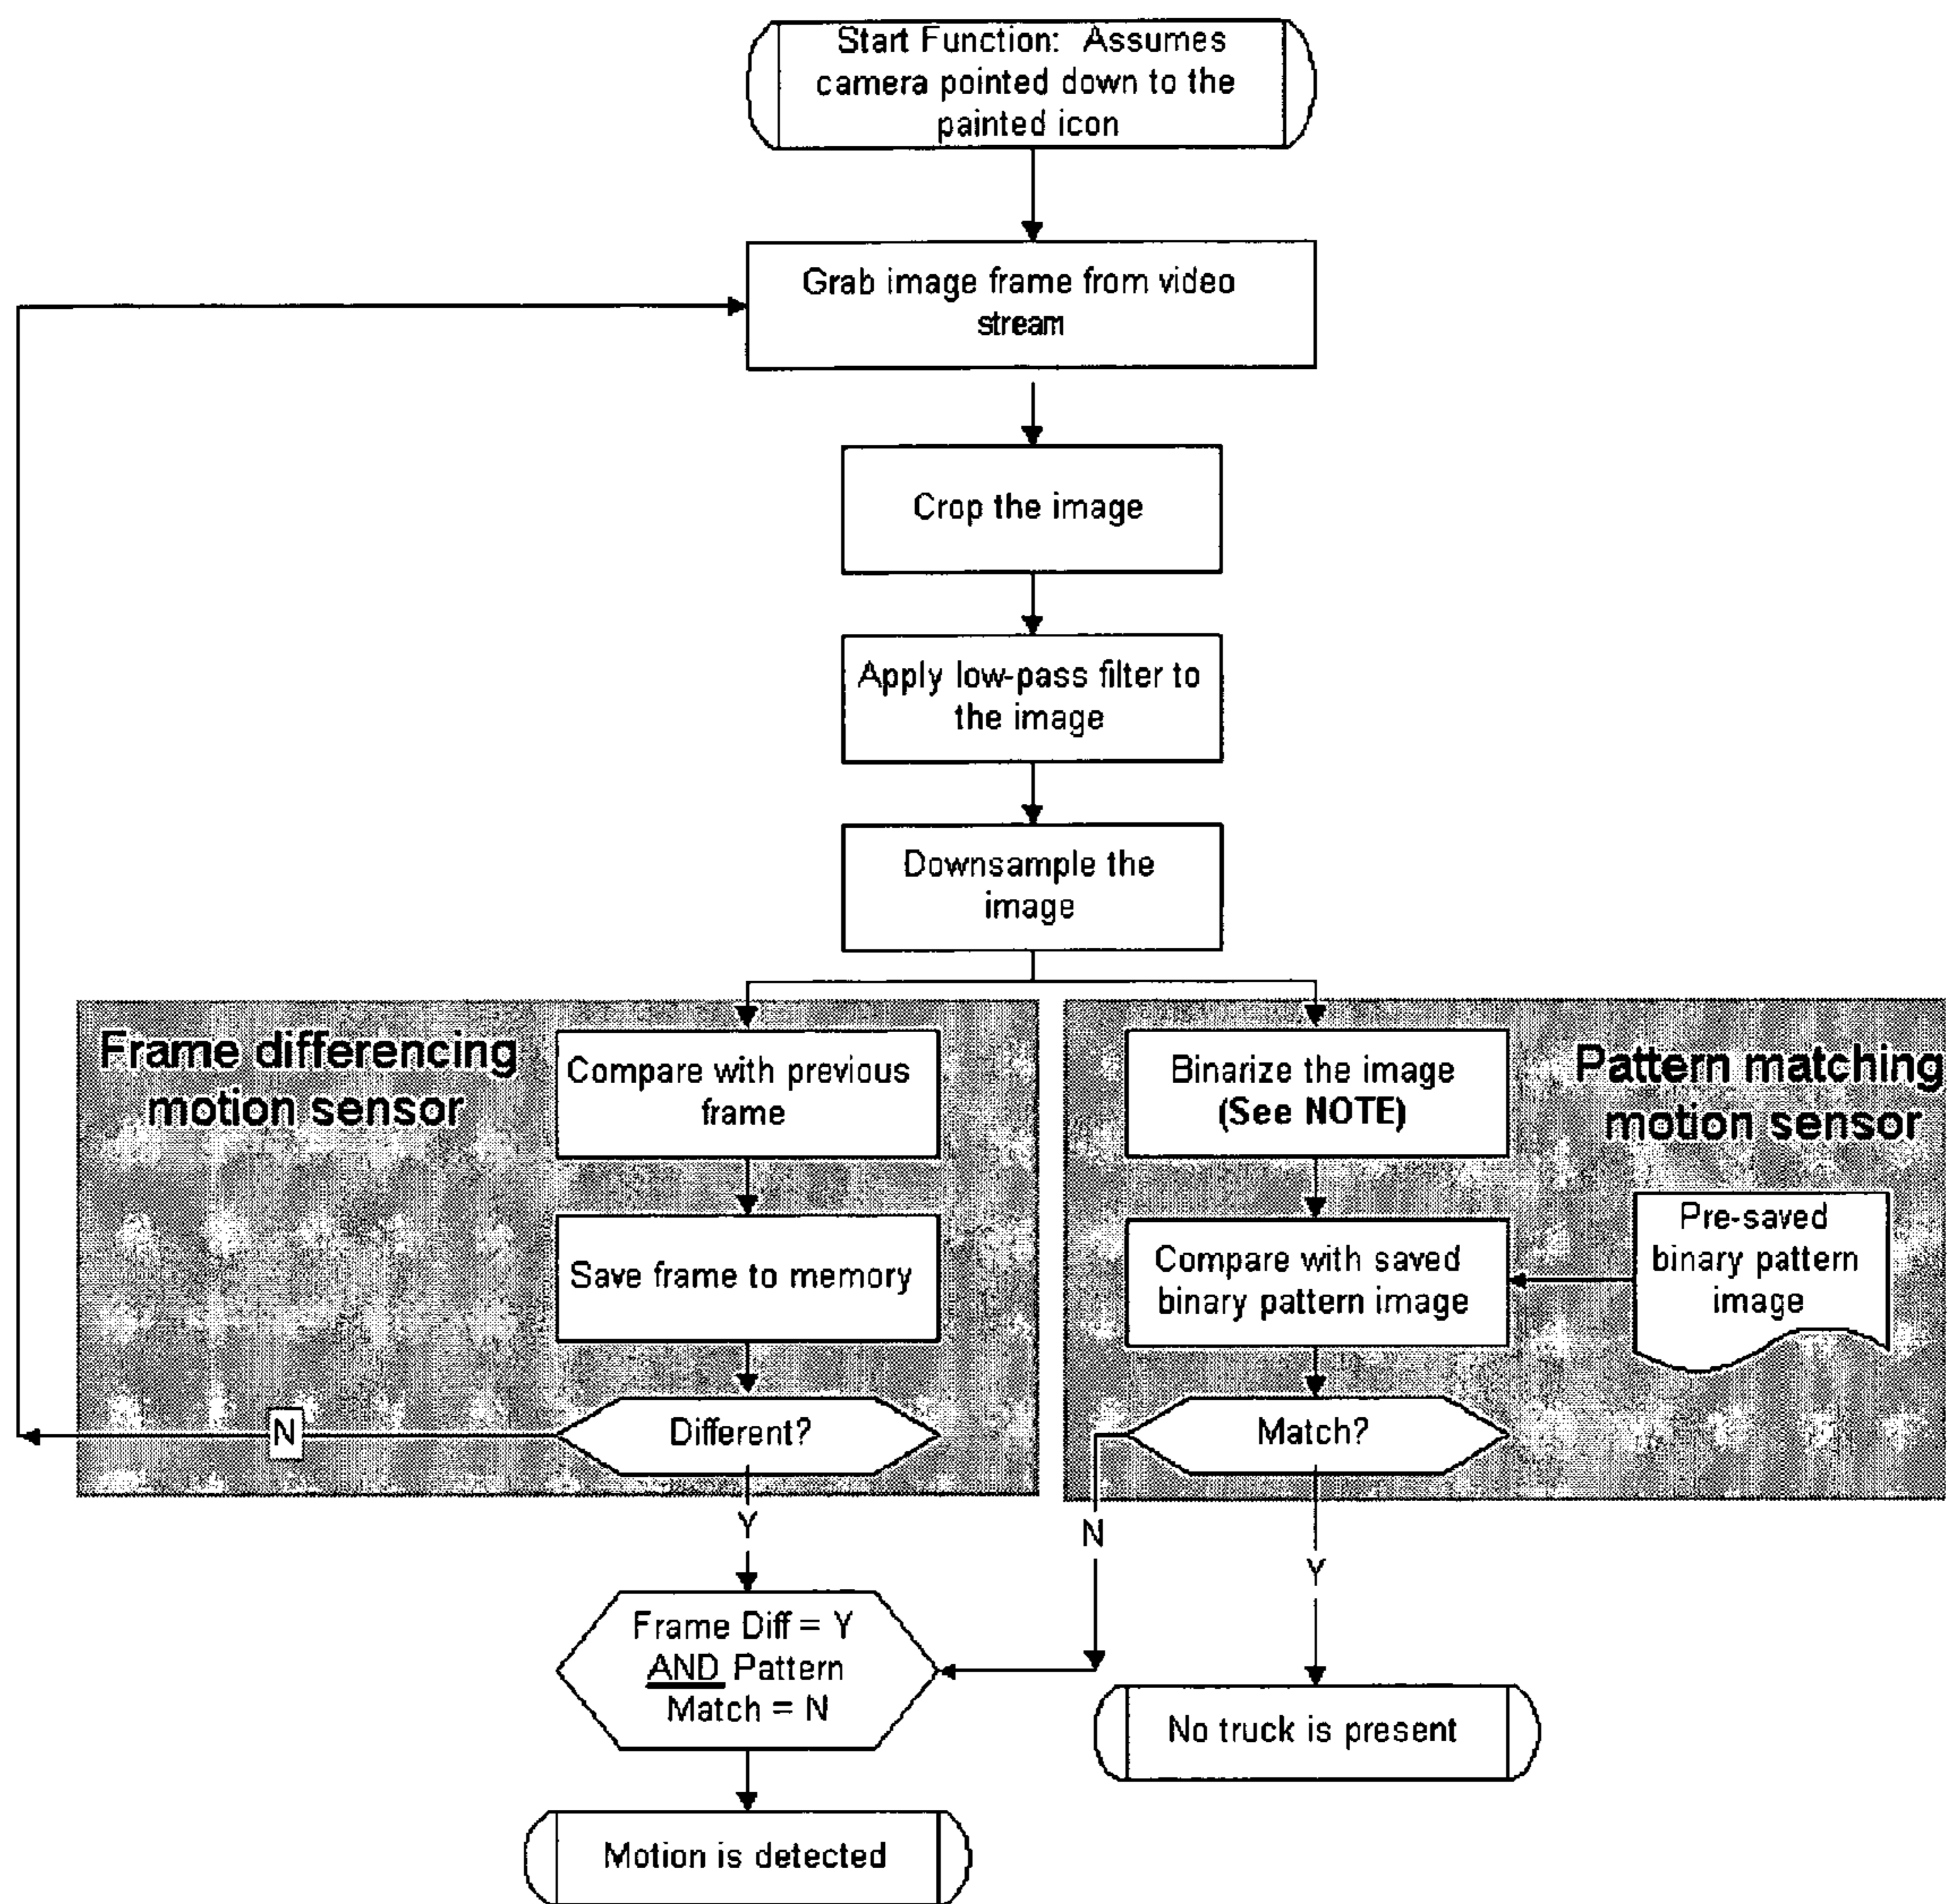 Start Function: Assumes
camera pointed down to the
painted icon
Grab image frame from video
stream
Crop the image
Apply low-pass filter to
the image
Downsample the
image
Frame differencing
motion sensor
Compare with previous
frame
Save frame to memory
Different?
N
Y
Binarize the image
(See NOTE)
Pattern matching
motion sensor
Compare with saved
binary pattern image
Pre-saved
binary pattern
image
Match?
N
Y
Frame Diff = Y
AND Pattern
Match = N
No truck is present
Motion is detected